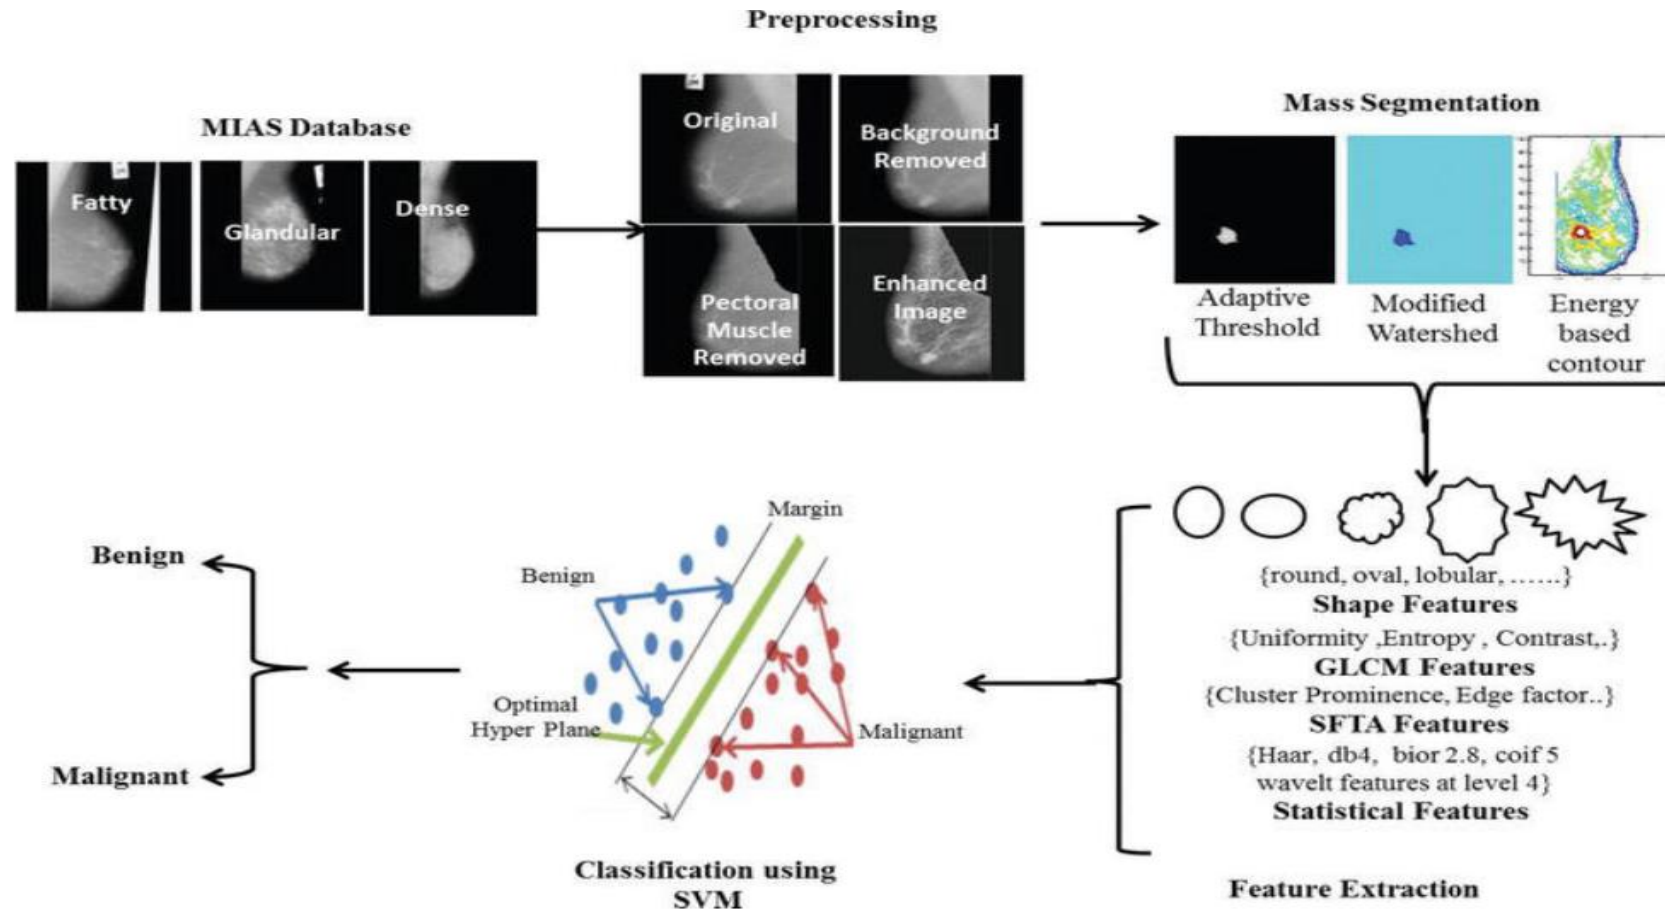 Preprocessing
MIAS Database
Fatty
Glandular
Dense
Original
Background
Removed
Pectoral
Muscle
Removed
Enhanced
Image
Mass Segmentation
Adaptive
Threshold
Modified
Watershed
Energy
based
contour
{round, oval, lobular, ......}
Shape Features
{Uniformity ,Entropy , Contrast,.}
GLCM Features
{Cluster Prominence, Edge factor..}
SFTA Features
{Haar, db4, bior 2.8, coif 5
wavelt features at level 4}
Statistical Features
Feature Extraction
Margin
Benign
Optimal
Hyper Plane
Malignant
Classification using
SVM
Benign
Malignant